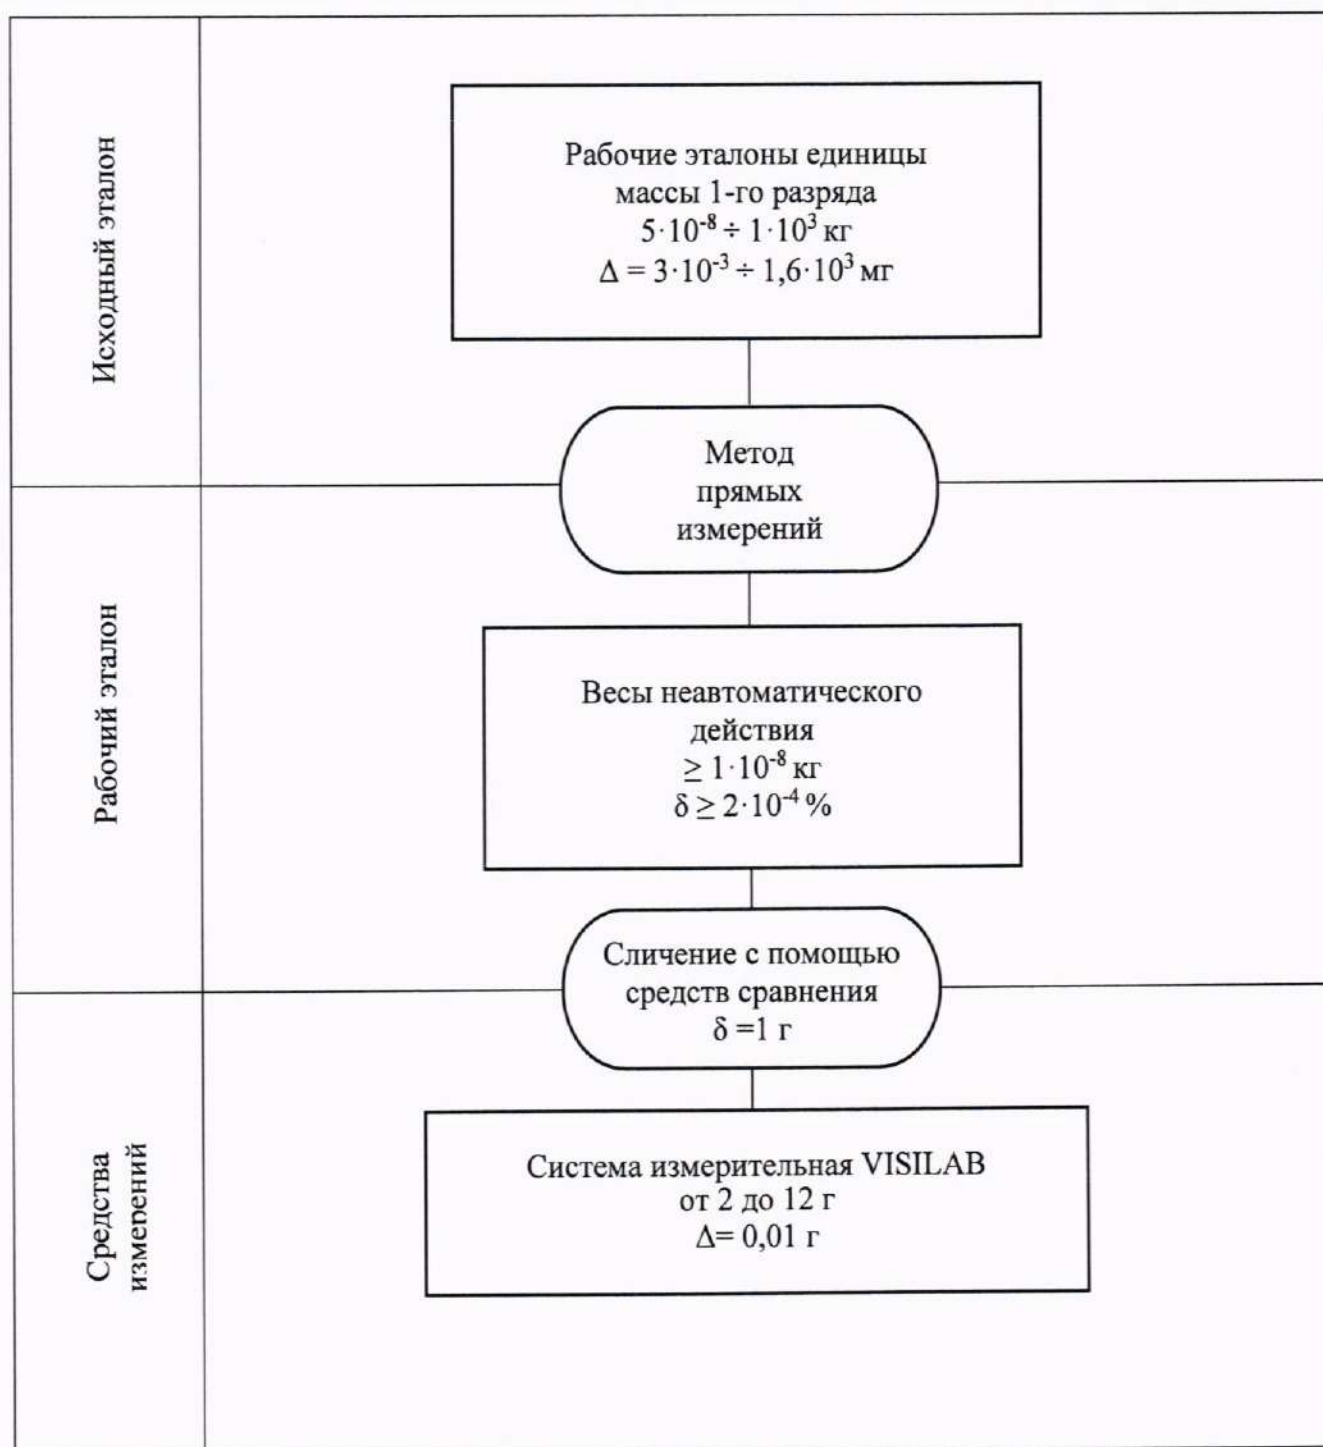 Исходный эталон
Рабочие эталоны единицы
массы 1-го разряда
5·10⁻⁸ ÷ 1·10³ кг
Δ = 3·10⁻³ ÷ 1,6·10³ мг
Метод
прямых
измерений
Рабочий эталон
Весы неавтоматического
действия
≥ 1·10⁻⁸ кг
δ ≥ 2·10⁻⁴ %
Сличение с помощью
средств сравнения
δ =1 г
Средства
измерений
Система измерительная VISILAB
от 2 до 12 г
Δ= 0,01 г